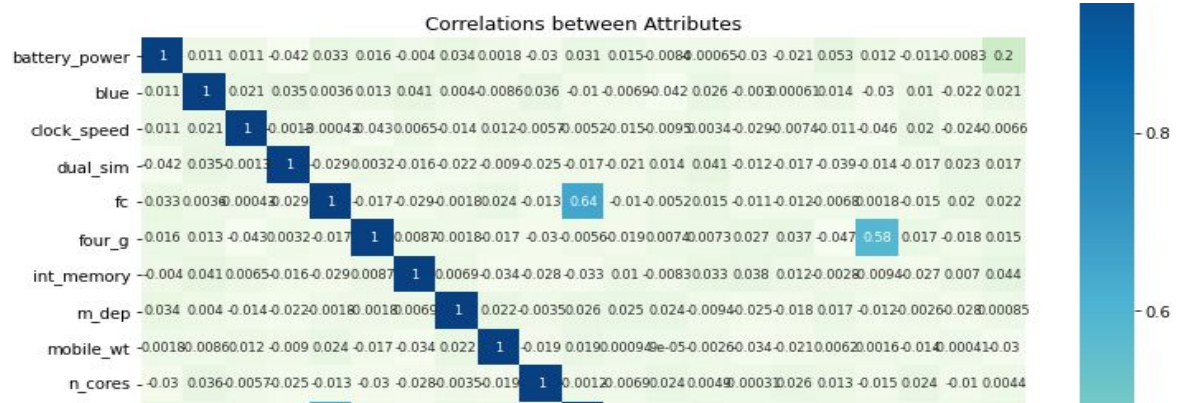 Correlations between Attributes
battery_power 1 0.011 0.011 -0.042 0.033 0.016 -0.004 0.034 0.0018 -0.03 0.031 0.015 -0.0084 0.00065 -0.03 -0.021 0.053 0.012 -0.011 -0.0083 0.2
blue 0.011 1 0.021 0.035 0.0036 0.013 0.041 0.004 -0.0086 0.036 -0.01 -0.0069 -0.042 0.026 -0.003 0.00061 0.014 -0.03 0.01 -0.022 0.021
clock_speed 0.011 0.021 1 -0.0013 -0.00043 -0.043 0.0065 -0.014 0.012 -0.0057 -0.0052 -0.015 -0.0095 0.0034 -0.029 -0.0074 -0.011 -0.046 0.02 -0.024 -0.0066
0.8
dual_sim -0.042 0.035 -0.0013 1 -0.029 0.0032 -0.016 -0.022 -0.009 -0.025 -0.017 -0.021 0.014 0.041 -0.012 -0.017 -0.039 -0.014 -0.017 0.023 0.017
fc 0.033 0.0036 -0.00043 -0.029 1 -0.017 -0.029 -0.0018 0.024 -0.013 0.64 -0.01 -0.0052 0.015 -0.011 -0.012 -0.0068 0.0018 -0.015 0.02 0.022
four_g 0.016 0.013 -0.043 0.0032 -0.017 1 0.0087 -0.0018 -0.017 -0.03 -0.0056 -0.019 0.0074 0.0073 0.027 0.037 -0.047 0.58 0.017 -0.018 0.015
int_memory -0.004 0.041 0.0065 -0.016 -0.029 0.0087 1 0.0069 -0.034 -0.028 -0.033 0.01 -0.0083 0.033 0.038 0.012 -0.0028 -0.0094 -0.027 0.007 0.044
m_dep 0.034 0.004 -0.014 -0.022 -0.0018 -0.0018 0.0069 1 0.022 -0.0035 0.026 0.025 0.024 -0.0094 -0.025 -0.018 0.017 -0.012 -0.0026 -0.028 0.00085
0.6
mobile_wt 0.0018 -0.0086 0.012 -0.009 0.024 -0.017 -0.034 0.022 1 -0.019 0.019 0.00094 -9e-05 -0.0026 -0.034 -0.021 0.0062 0.0016 -0.014 -0.00041 -0.03
n_cores -0.03 0.036 -0.0057 -0.025 -0.013 -0.03 -0.028 -0.0035 -0.019 1 -0.0012 -0.0069 0.024 0.0049 -0.00031 0.026 0.013 -0.015 0.024 -0.01 0.0044